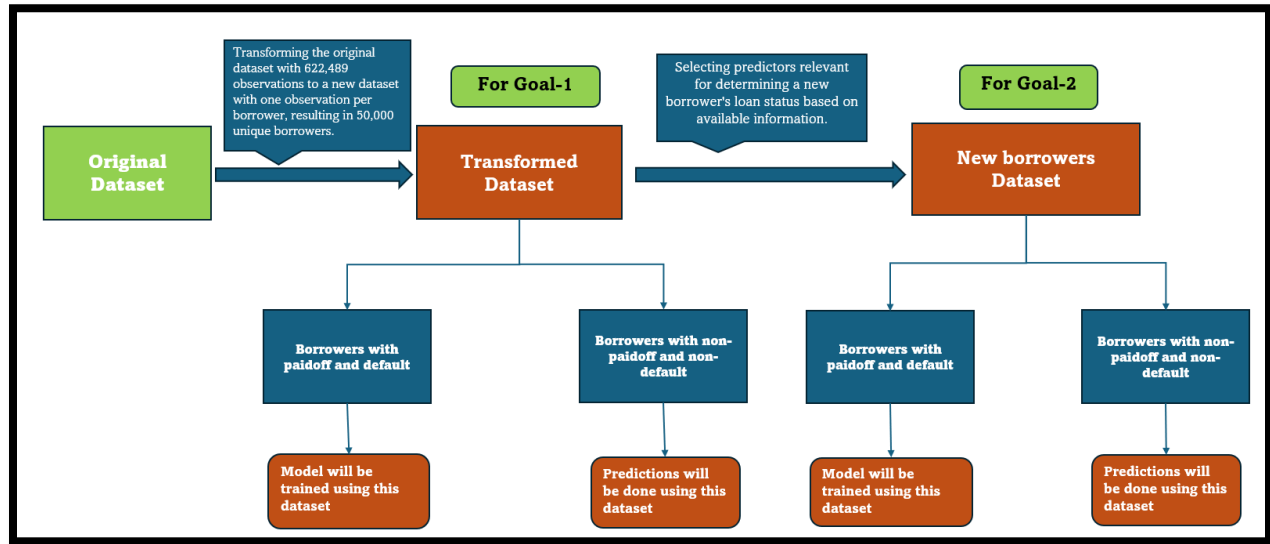 Transforming the original
dataset with 622,489
observations to a new dataset
with one observation per
borrower, resulting in 50,000
unique borrowers.
For Goal-1
Selecting predictors relevant
for determining a new
borrower's loan status based on
available information.
For Goal-2
Original
Dataset
Transformed
Dataset
New borrowers
Dataset
Borrowers with
paidoff and default
Borrowers with non-
paidoff and non-
default
Borrowers with
paidoff and default
Borrowers with non-
paidoff and non-
default
Model will be
trained using this
dataset
Predictions will
be done using this
dataset
Model will be
trained using this
dataset
Predictions will
be done using this
dataset